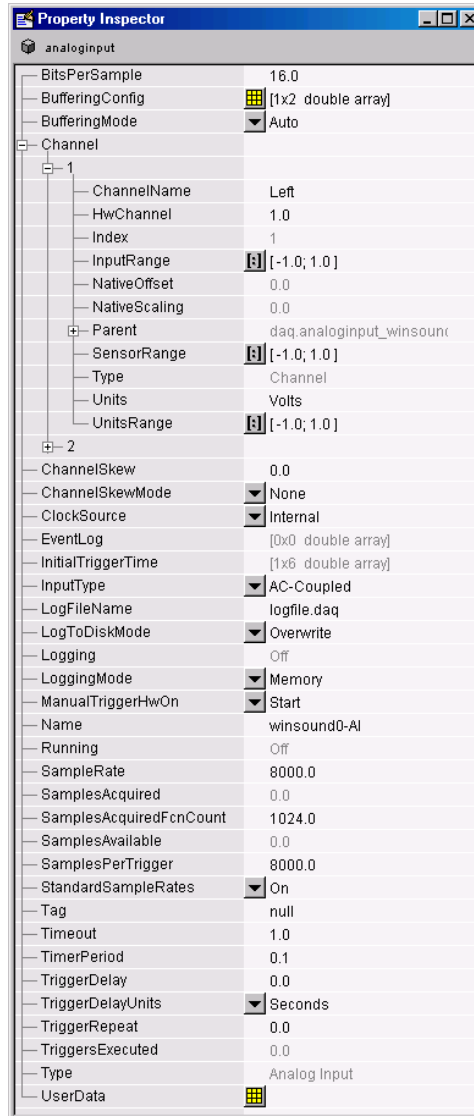 Property Inspector
analoginput
BitsPerSample 16.0
BufferingConfig [1x2 double array]
BufferingMode Auto
Channel
1
ChannelName Left
HwChannel 1.0
Index 1
InputRange [:] [ -1.0; 1.0 ]
NativeOffset 0.0
NativeScaling 0.0
Parent daq.analoginput_winsound
SensorRange [:] [ -1.0; 1.0 ]
Type Channel
Units Volts
UnitsRange [:] [ -1.0; 1.0 ]
2
ChannelSkew 0.0
ChannelSkewMode None
ClockSource Internal
EventLog [0x0 double array]
InitialTriggerTime [1x6 double array]
InputType AC-Coupled
LogFileName logfile.daq
LogToDiskMode Overwrite
Logging Off
LoggingMode Memory
ManualTriggerHwOn Start
Name winsound0-AI
Running Off
SampleRate 8000.0
SamplesAcquired 0.0
SamplesAcquiredFcnCount 1024.0
SamplesAvailable 0.0
SamplesPerTrigger 8000.0
StandardSampleRates On
Tag null
Timeout 1.0
TimerPeriod 0.1
TriggerDelay 0.0
TriggerDelayUnits Seconds
TriggerRepeat 0.0
TriggersExecuted 0.0
Type Analog Input
UserData